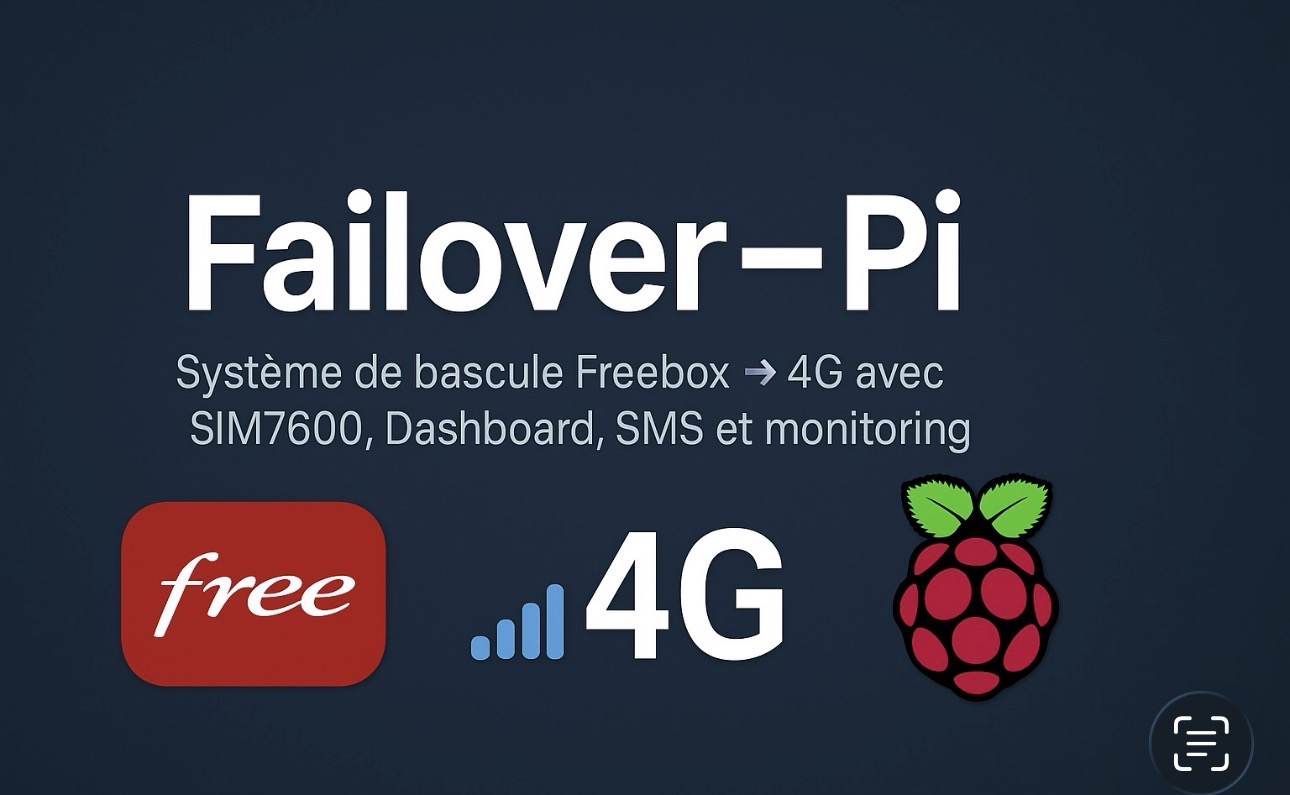 Failover-Pi
Système de bascule Freebox → 4G avec
SIM7600, Dashboard, SMS et monitoring
free
4G